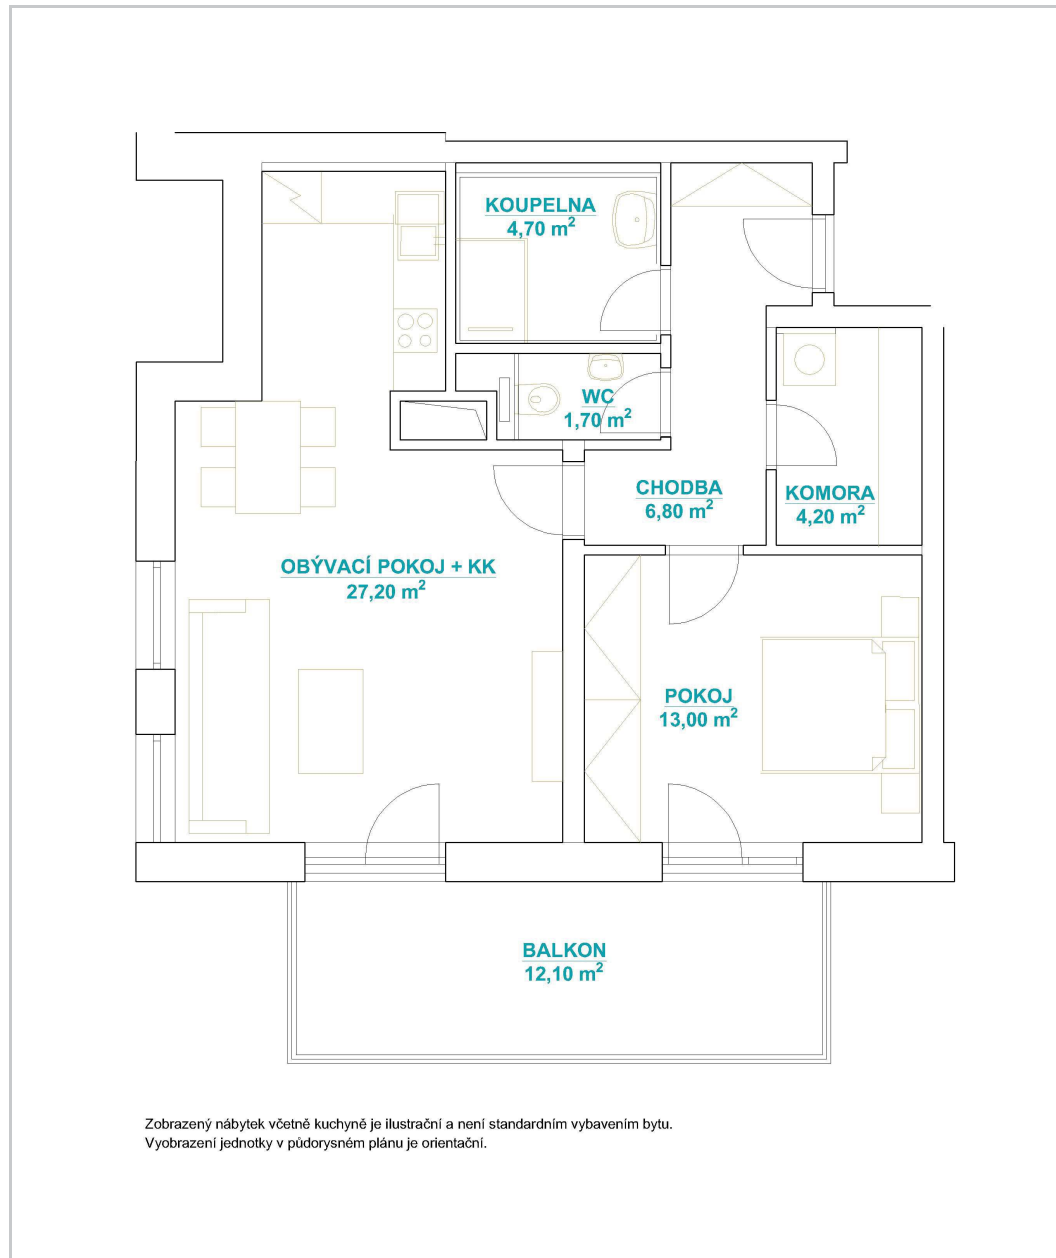 KOUPELNA
4,70 m²
WC
1,70 m²
CHODBA
6,80 m²
KOMORA
4,20 m²
OBÝVACÍ POKOJ + KK
27,20 m²
POKOJ
13,00 m²
BALKON
12,10 m²
Zobrazený nábytek včetně kuchyně je ilustrační a není standardním vybavením bytu.
Vyobrazení jednotky v půdorysném plánu je orientační.